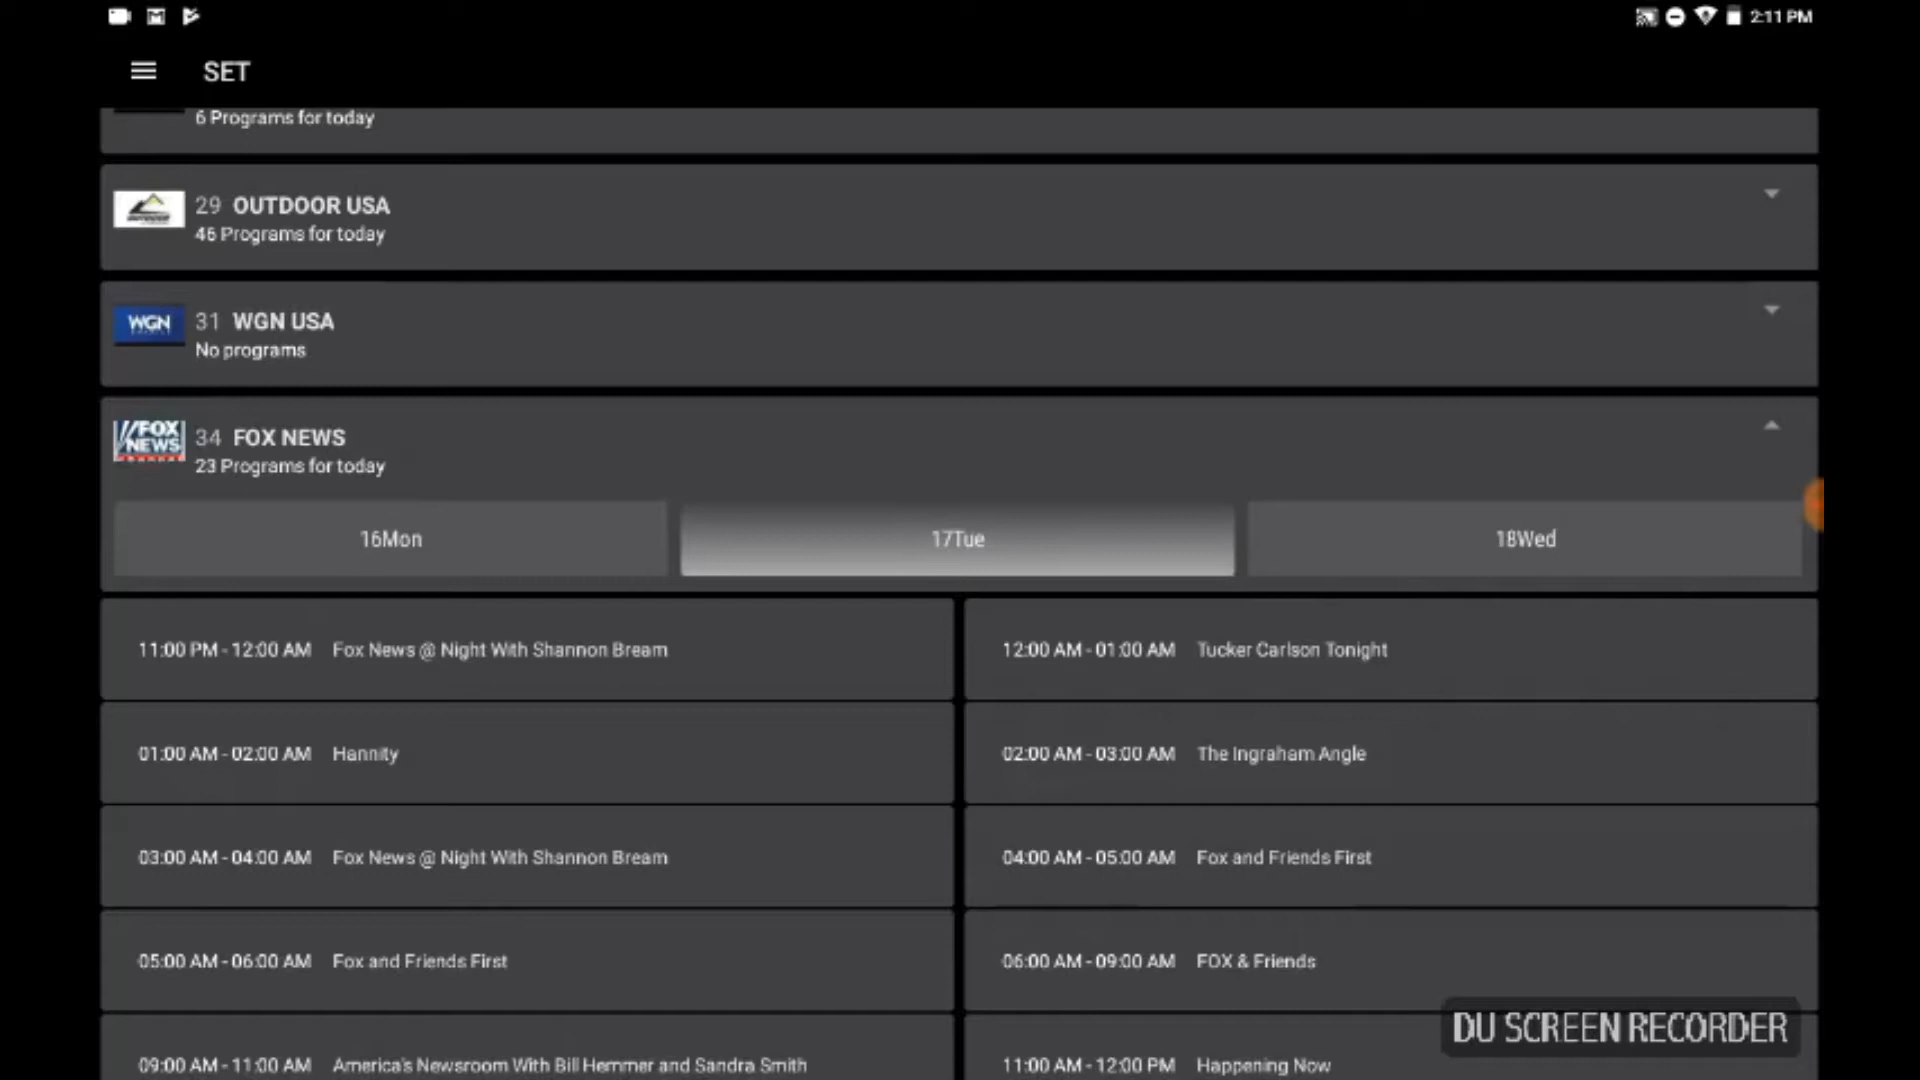 2:11 PM
SET
6 Programs for today
29 OUTDOOR USA
46 Programs for today
WGN
31 WGN USA
No programs
FOX
NEWS
34 FOX NEWS
23 Programs for today
16Mon
17Tue
18Wed
11:00 PM - 12:00 AM Fox News @ Night With Shannon Bream
12:00 AM - 01:00 AM Tucker Carlson Tonight
01:00 AM - 02:00 AM Hannity
02:00 AM - 03:00 AM The Ingraham Angle
03:00 AM - 04:00 AM Fox News @ Night With Shannon Bream
04:00 AM - 05:00 AM Fox and Friends First
05:00 AM - 06:00 AM Fox and Friends First
06:00 AM - 09:00 AM FOX & Friends
09:00 AM - 11:00 AM America's Newsroom With Bill Hemmer and Sandra Smith
11:00 AM - 12:00 PM Happening Now
DU SCREEN RECORDER